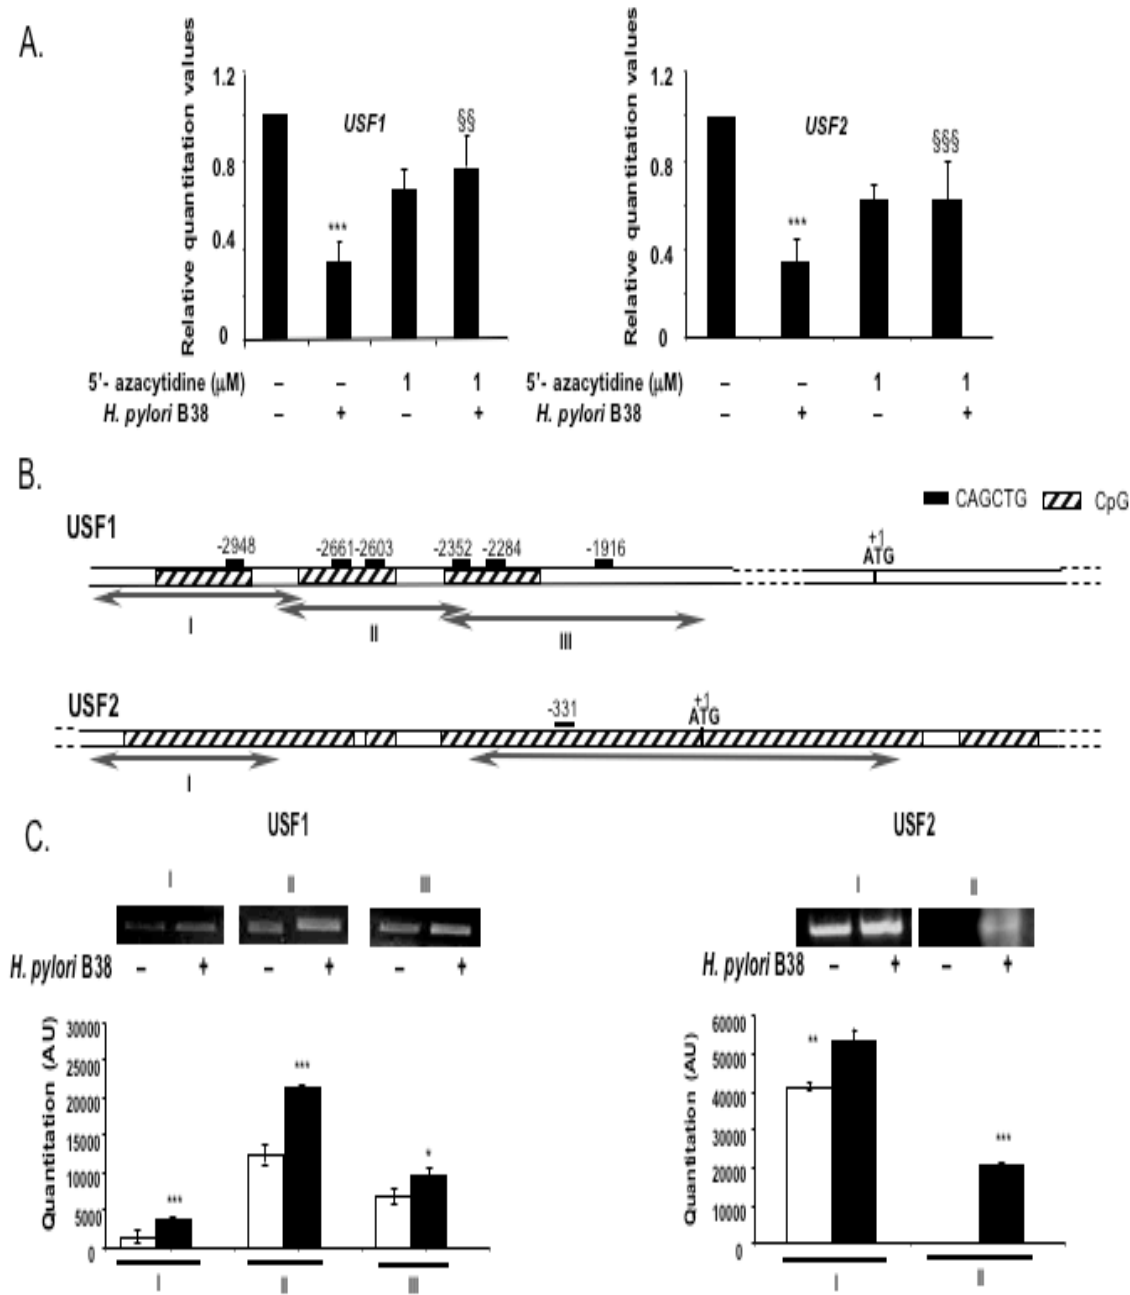 A.
Relative quantitation values
1.2
0.8
0.4
0
USF1
***
§§
5'- azacytidine (µM) – – 1 1
H. pylori B38 – + – +
Relative quantitation values
1.2
0.8
0.4
0
USF2
***
§§§
5'- azacytidine (µM) – – 1 1
H. pylori B38 – + – +
B.
CAGCTG CpG
USF1
-2948 -2661 -2603 -2352 -2284 -1916 +1
ATG
I II III
USF2
-331 +1
ATG
I
C.
USF1
I II III
H. pylori B38 – + – + – +
Quantitation (AU)
30000
25000
20000
15000
10000
5000
0
***
***
*
I II III
USF2
I II
H. pylori B38 – + – +
Quantitation (AU)
60000
50000
40000
30000
20000
10000
0
**
***
I II